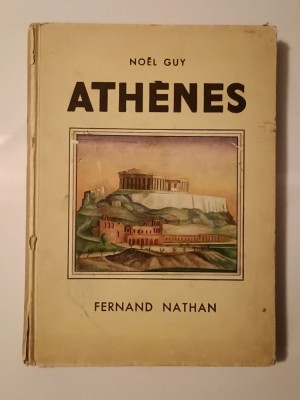 NOËL GUY
ATHÈNES
FERNAND NATHAN